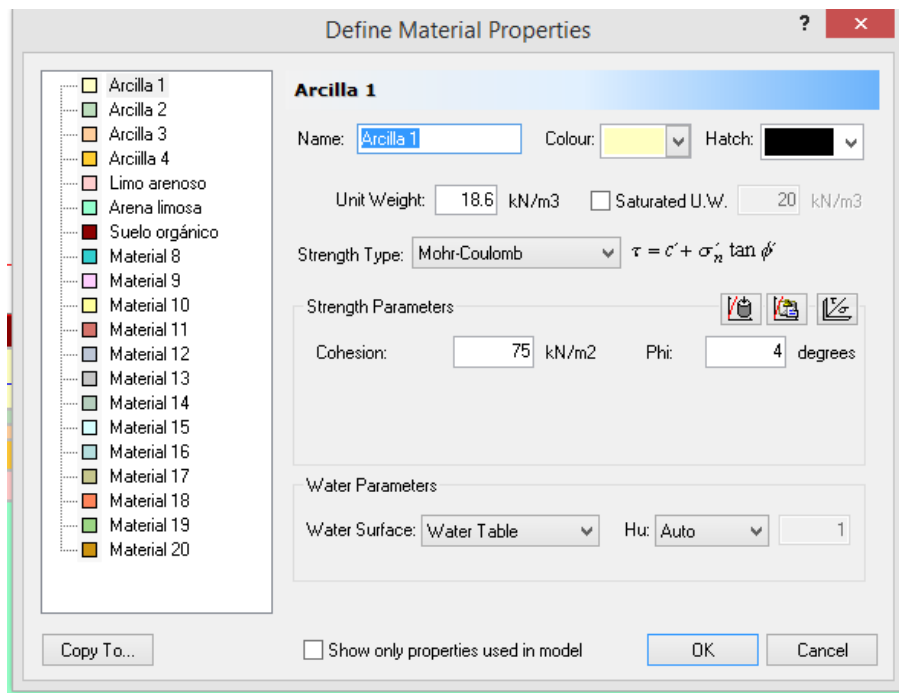 Define Material Properties ? ×
Arcilla 1
Arcilla 2
Arcilla 3
Arciilla 4
Limo arenoso
Arena limosa
Suelo orgánico
Material 8
Material 9
Material 10
Material 11
Material 12
Material 13
Material 14
Material 15
Material 16
Material 17
Material 18
Material 19
Material 20
Arcilla 1
Name: Arcilla 1 Colour: Hatch:
Unit Weight: 18.6 kN/m3 Saturated U.W. 20 kN/m3
Strength Type: Mohr-Coulomb τ = c′ + σ′n tan ϕ′
Strength Parameters
Cohesion: 75 kN/m2 Phi: 4 degrees
Water Parameters
Water Surface: Water Table Hu: Auto 1
Copy To... Show only properties used in model OK Cancel